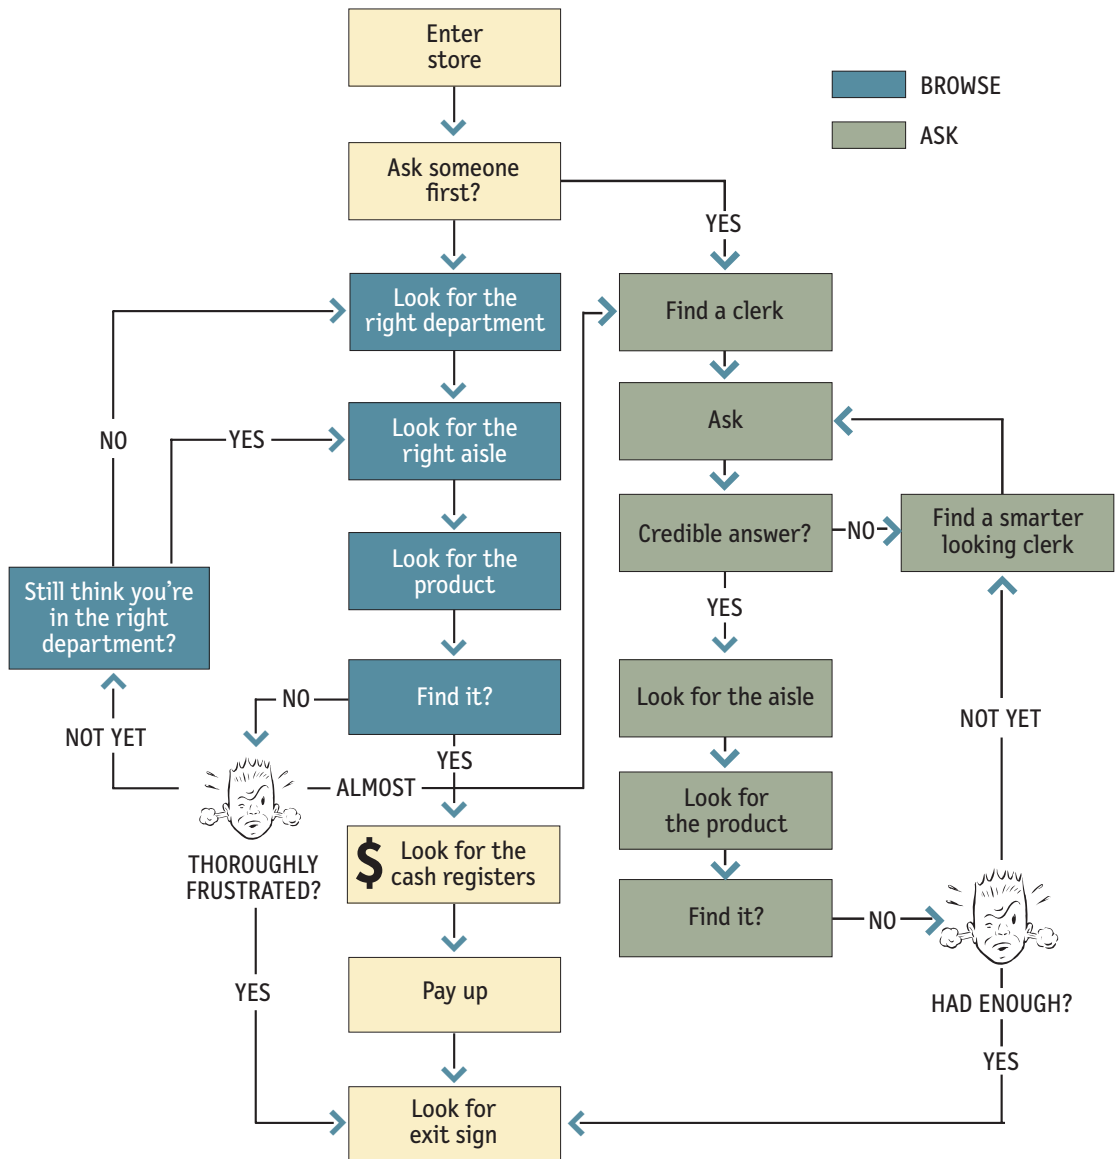 Enter
store
BROWSE
ASK
Ask someone
first?
YES
Look for the
right department
Find a clerk
NO
YES
Look for the
right aisle
Ask
Look for the
product
Credible answer?
NO
Find a smarter
looking clerk
Still think you're
in the right
department?
YES
Find it?
NO
Look for the aisle
NOT YET
YES
NOT YET
ALMOST
Look for
the product
THOROUGHLY
FRUSTRATED?
$ Look for the
cash registers
Find it?
NO
YES
Pay up
HAD ENOUGH?
YES
Look for
exit sign